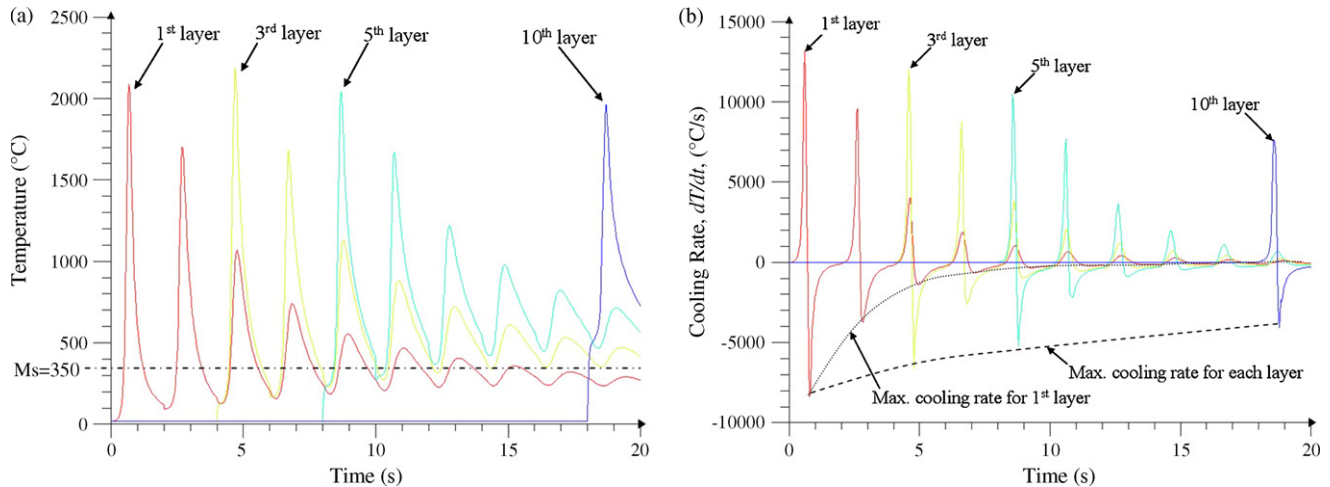 (a)
2500
2000
1500
1000
500
Ms=350
0
0
5
10
15
20
Temperature (°C)
Time (s)
1st layer
3rd layer
5th layer
10th layer
(b)
15000
10000
5000
0
-5000
-10000
0
5
10
15
20
Cooling Rate, dT/dt, (°C/s)
Time (s)
1st layer
3rd layer
5th layer
10th layer
Max. cooling rate for each layer
Max. cooling rate for 1st layer